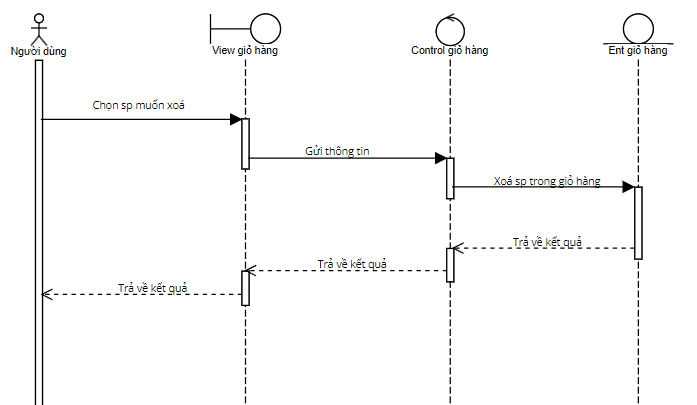 Người dùng
View giỏ hàng
Control giỏ hàng
Ent giỏ hàng
Chọn sp muốn xoá
Gửi thông tin
Xoá sp trong giỏ hàng
Trả về kết quả
Trả về kết quả
Trả về kết quả